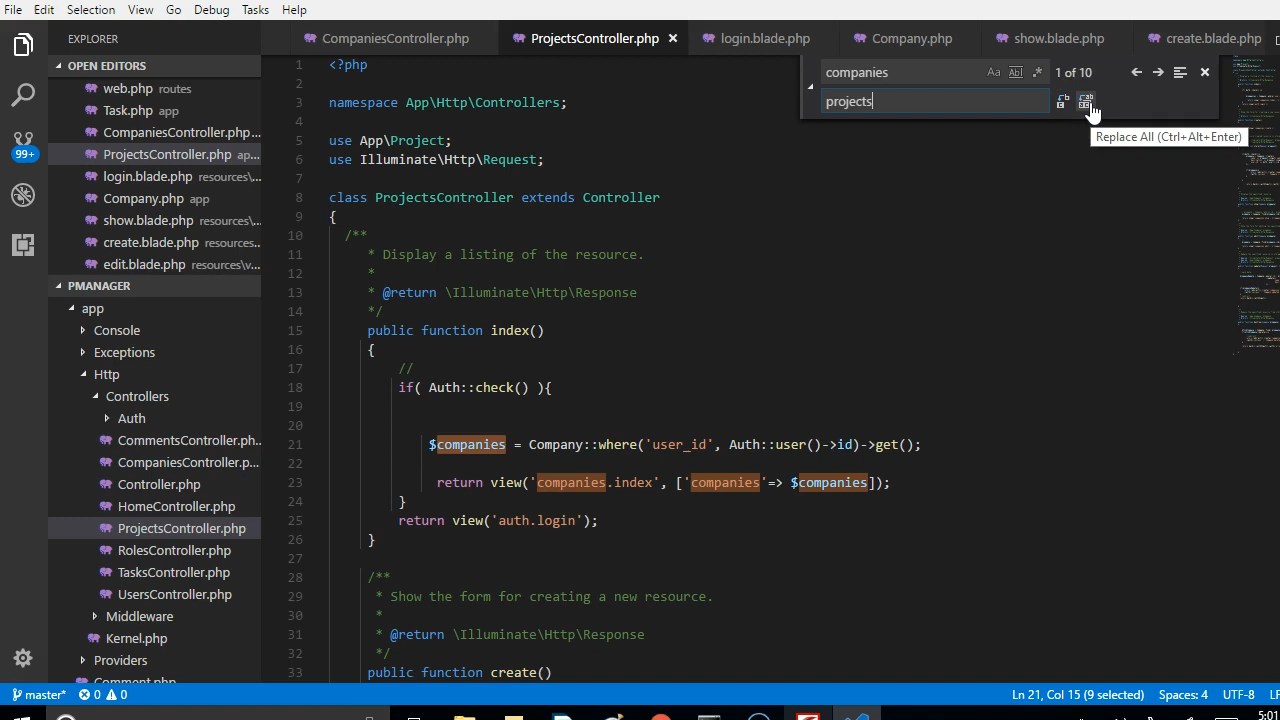 File Edit Selection View Go Debug Tasks Help
EXPLORER
CompaniesController.php
ProjectsController.php
login.blade.php
Company.php
show.blade.php
create.blade.php
OPEN EDITORS
web.php routes
Task.php app
CompaniesController.php...
ProjectsController.php ap...
login.blade.php resources\...
Company.php app
show.blade.php resources\...
create.blade.php resources...
edit.blade.php resources\v...
PMANAGER
app
Console
Exceptions
Http
Controllers
Auth
CommentsController.ph...
CompaniesController.p...
Controller.php
HomeController.php
ProjectsController.php
RolesController.php
TasksController.php
UsersController.php
Middleware
Kernel.php
Providers
Comment.php
99+
companies
Aa Abl .* 1 of 10
projects
Replace All (Ctrl+Alt+Enter)
1 <?php
2
3 namespace App\Http\Controllers;
4
5 use App\Project;
6 use Illuminate\Http\Request;
7
8 class ProjectsController extends Controller
9 {
10 /**
11 * Display a listing of the resource.
12 *
13 * @return \Illuminate\Http\Response
14 */
15 public function index()
16 {
17 //
18 if( Auth::check() ){
19
20
21 $companies = Company::where('user_id', Auth::user()->id)->get();
22
23 return view('companies.index', ['companies'=> $companies]);
24 }
25 return view('auth.login');
26 }
27
28 /**
29 * Show the form for creating a new resource.
30 *
31 * @return \Illuminate\Http\Response
32 */
33 public function create()
master* 0 0
Ln 21, Col 15 (9 selected) Spaces: 4 UTF-8 LF
5:01